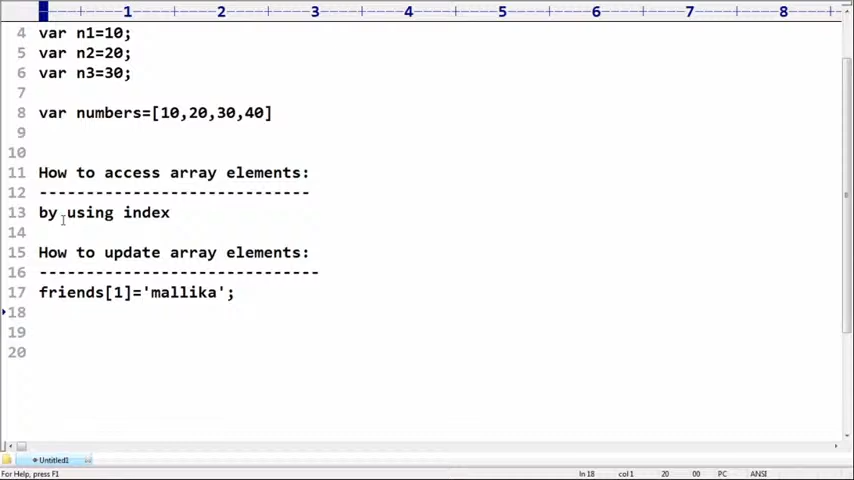 1 2 3 4 5 6 7 8
4 var n1=10;
5 var n2=20;
6 var n3=30;
7
8 var numbers=[10,20,30,40]
9
10
11 How to access array elements:
12 -----------------------------
13 by using index
14
15 How to update array elements:
16 ------------------------------
17 friends[1]='mallika';
18
19
20
Untitled1
For Help, press F1 ln 18 col 1 20 00 PC ANSI